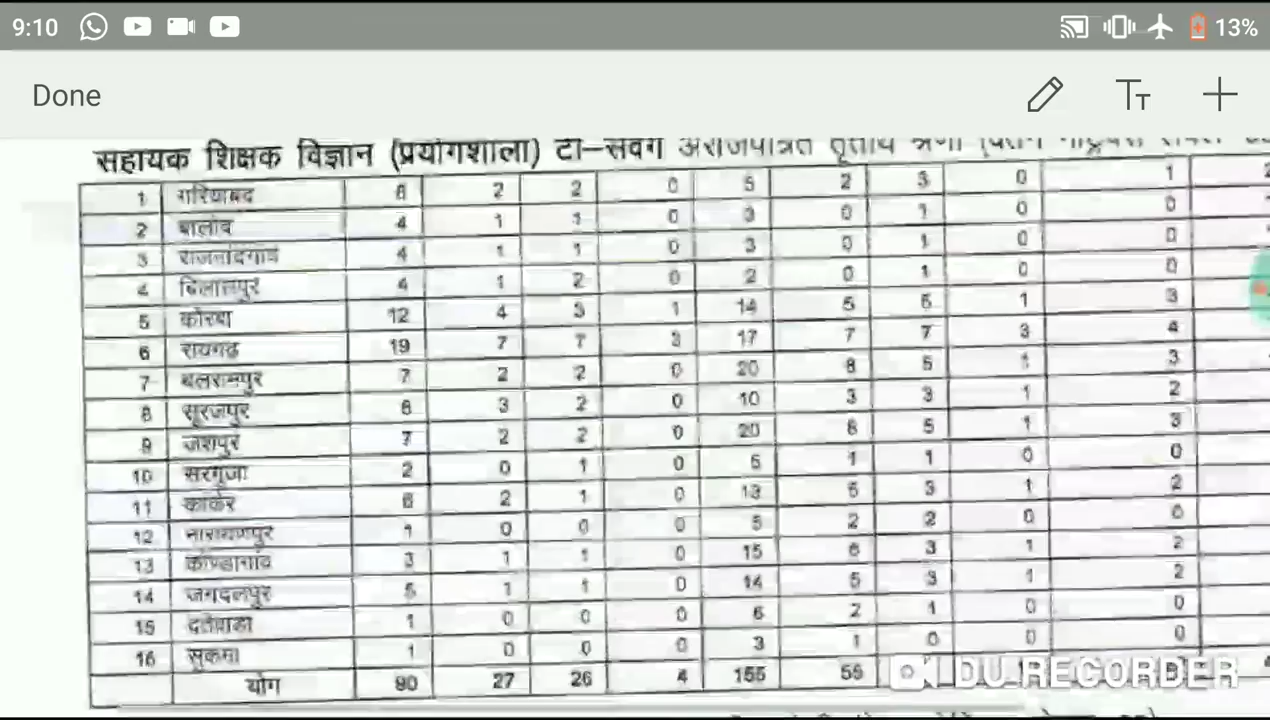 9:10 13%
Done
सहायक शिक्षक विज्ञान (प्रयोगशाला) टी-संवर्ग अराजपत्रित तृतीय श्रेणी
1 गरियाबंद 2 2 0 5 2 3 0 1
2 बालोद 4 1 1 0 3 0 1 0 0
3 राजनांदगांव 4 1 1 0 3 0 1 0 0
4 बिलासपुर 4 1 2 0 2 0 1 0 0
5 कोरबा 12 4 3 1 14 5 1 3
6 रायगढ़ 19 7 7 3 17 7 7 3 4
7 बलरामपुर 7 2 2 0 20 8 5 1 3
8 सूरजपुर 8 3 2 0 10 3 3 1 2
9 जशपुर 7 2 2 0 20 5 1 3
10 सरगुजा 2 0 1 0 1 1 0 0
11 कांकेर 2 1 0 13 5 3 1 2
12 नारायणपुर 1 0 0 0 5 2 2 0 0
13 कोण्डागांव 3 1 1 0 15 6 3 1 2
14 जगदलपुर 5 1 1 0 14 5 3 1 2
15 दंतेवाड़ा 1 0 0 0 6 2 1 0 0
16 सुकमा 1 0 0 0 3 1 0 0 0
योग 90 27 26 4 155 55
DU RECORDER